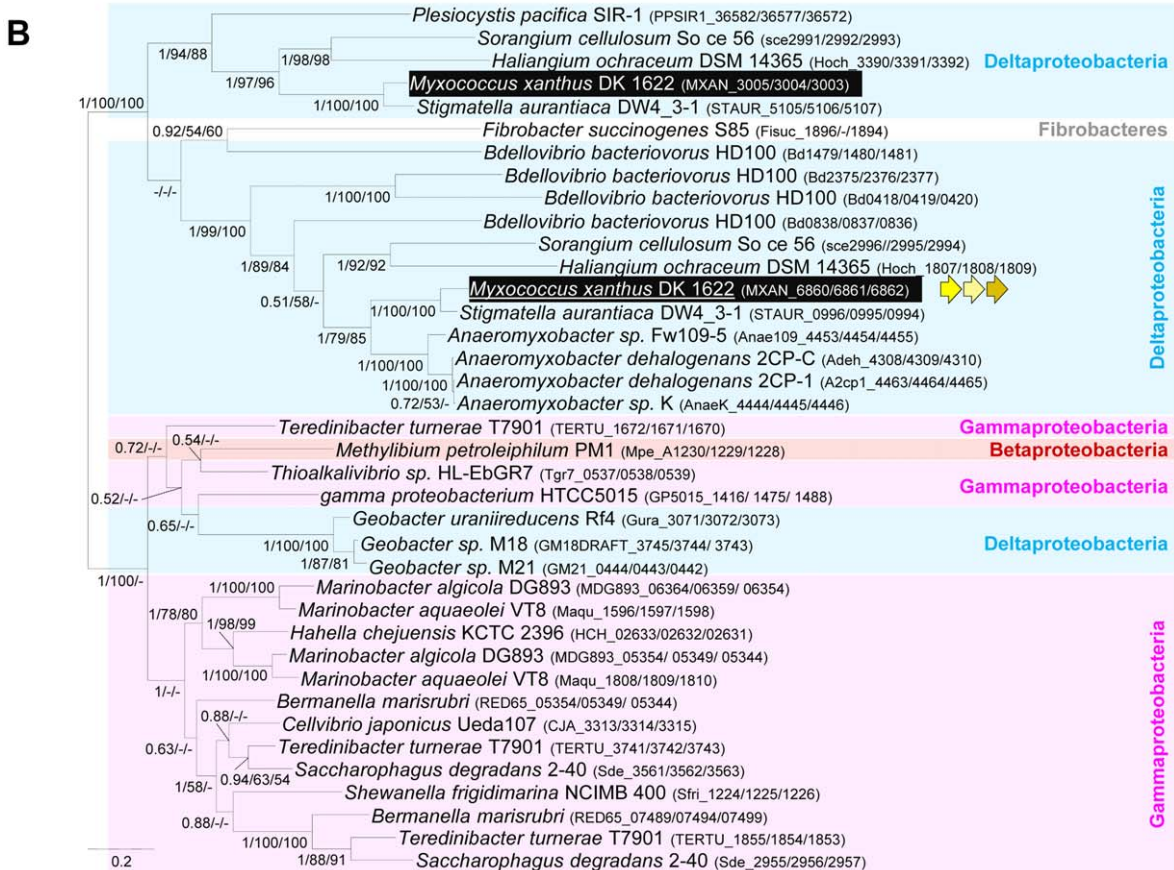 B
Plesiocystis pacifica SIR-1 (PPSIR1_36582/36577/36572)
1/94/88
Sorangium cellulosum So ce 56 (sce2991/2992/2993)
1/98/98
Haliangium ochraceum DSM 14365 (Hoch_3390/3391/3392)
Deltaproteobacteria
1/97/96
Myxococcus xanthus DK 1622 (MXAN_3005/3004/3003)
1/100/100
1/100/100
Stigmatella aurantiaca DW4_3-1 (STAUR_5105/5106/5107)
0.92/54/60
Fibrobacter succinogenes S85 (Fisuc_1896/-/1894)
Fibrobacteres
Bdellovibrio bacteriovorus HD100 (Bd1479/1480/1481)
-/-/-
Bdellovibrio bacteriovorus HD100 (Bd2375/2376/2377)
1/100/100
Bdellovibrio bacteriovorus HD100 (Bd0418/0419/0420)
1/99/100
Bdellovibrio bacteriovorus HD100 (Bd0838/0837/0836)
Deltaproteobacteria
Sorangium cellulosum So ce 56 (sce2996//2995/2994)
1/89/84
1/92/92
Haliangium ochraceum DSM 14365 (Hoch_1807/1808/1809)
Myxococcus xanthus DK 1622 (MXAN_6860/6861/6862)
0.51/58/-
1/100/100
Stigmatella aurantiaca DW4_3-1 (STAUR_0996/0995/0994)
1/79/85
Anaeromyxobacter sp. Fw109-5 (Anae109_4453/4454/4455)
1/100/100
Anaeromyxobacter dehalogenans 2CP-C (Adeh_4308/4309/4310)
1/100/100
Anaeromyxobacter dehalogenans 2CP-1 (A2cp1_4463/4464/4465)
0.72/53/-
Anaeromyxobacter sp. K (AnaeK_4444/4445/4446)
Teredinibacter turnerae T7901 (TERTU_1672/1671/1670)
Gammaproteobacteria
0.72/-/-
0.54/-/-
Methylibium petroleiphilum PM1 (Mpe_A1230/1229/1228)
Betaproteobacteria
Thioalkalivibrio sp. HL-EbGR7 (Tgr7_0537/0538/0539)
0.52/-/-
gamma proteobacterium HTCC5015 (GP5015_1416/ 1475/ 1488)
Gammaproteobacteria
0.65/-/-
Geobacter uraniireducens Rf4 (Gura_3071/3072/3073)
1/100/100
Geobacter sp. M18 (GM18DRAFT_3745/3744/ 3743)
Deltaproteobacteria
1/87/81
Geobacter sp. M21 (GM21_0444/0443/0442)
1/100/-
Marinobacter algicola DG893 (MDG893_06364/06359/ 06354)
1/100/100
Marinobacter aquaeolei VT8 (Maqu_1596/1597/1598)
1/78/80
1/98/99
Hahella chejuensis KCTC 2396 (HCH_02633/02632/02631)
Marinobacter algicola DG893 (MDG893_05354/ 05349/ 05344)
1/100/100
Marinobacter aquaeolei VT8 (Maqu_1808/1809/1810)
Gammaproteobacteria
1/-/-
Bermanella marisrubri (RED65_05354/05349/ 05344)
0.88/-/-
Cellvibrio japonicus Ueda107 (CJA_3313/3314/3315)
0.63/-/-
Teredinibacter turnerae T7901 (TERTU_3741/3742/3743)
Saccharophagus degradans 2-40 (Sde_3561/3562/3563)
0.94/63/54
1/58/-
Shewanella frigidimarina NCIMB 400 (Sfri_1224/1225/1226)
0.88/-/-
Bermanella marisrubri (RED65_07489/07494/07499)
1/100/100
Teredinibacter turnerae T7901 (TERTU_1855/1854/1853)
1/88/91
Saccharophagus degradans 2-40 (Sde_2955/2956/2957)
0.2